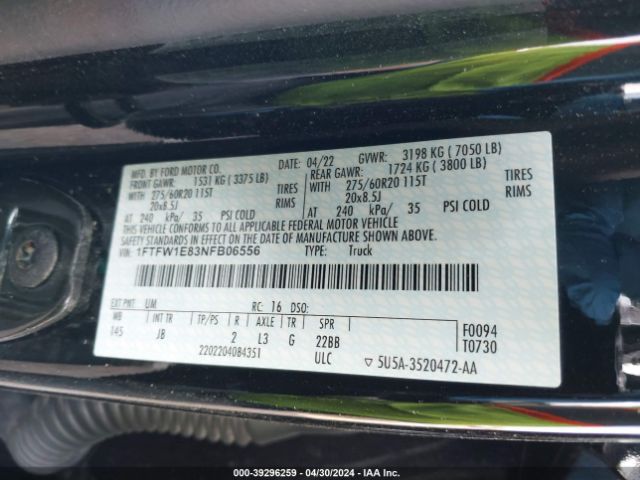 MFD. BY FORD MOTOR CO.
DATE: 04/22 GVWR: 3198 KG ( 7050 LB)
FRONT GAWR: 1531 KG ( 3375 LB)
REAR GAWR: 1724 KG ( 3800 LB)
WITH 275/60R20 115T TIRES
WITH 275/60R20 115T TIRES
20x8.5J RIMS
20x8.5J RIMS
AT 240 kPa/ 35 PSI COLD
AT 240 kPa/ 35 PSI COLD
THIS VEHICLE CONFORMS TO ALL APPLICABLE FEDERAL MOTOR VEHICLE
SAFETY STANDARDS IN EFFECT ON THE DATE OF MANUFACTURE SHOWN ABOVE.
VIN: 1FTFW1E83NFB06556 TYPE: Truck
EXT PNT: UM RC: 16 DSO:
WB INT TR TP/PS R AXLE TR SPR
145 JB 2 L3 G 22BB
F0094
T0730
2202204084351 ULC
5U5A-3520472-AA
000-39296259 - 04/30/2024 - IAA Inc.